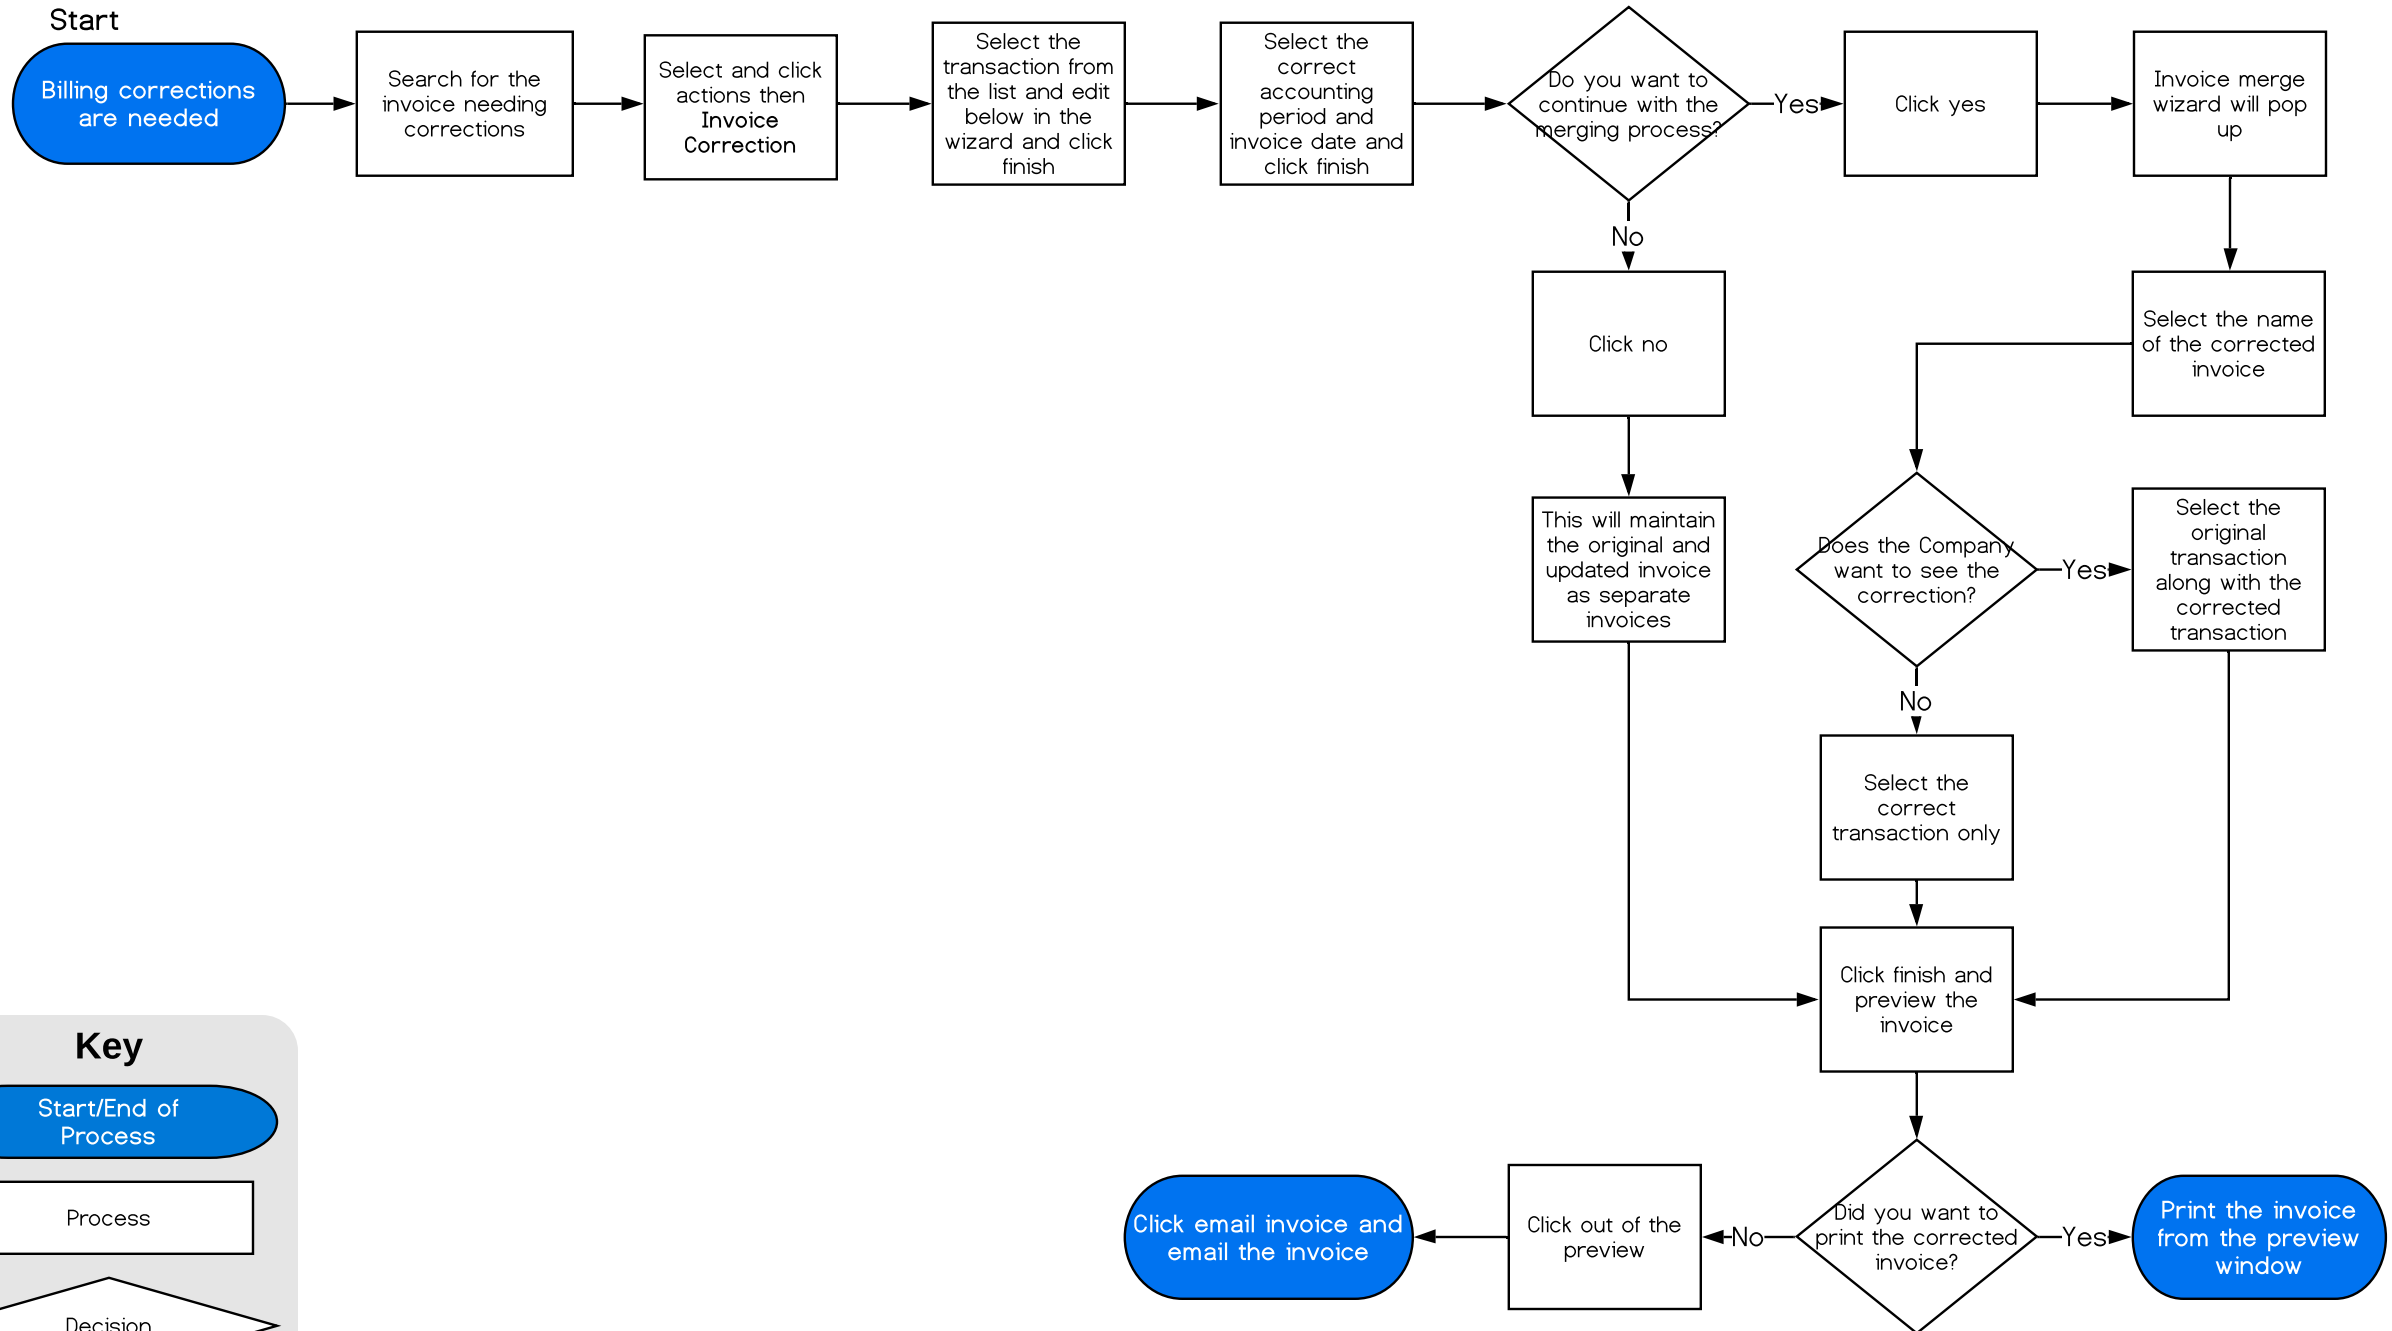 Start
Billing corrections
are needed
Search for the
invoice needing
corrections
Select and click
actions then
Invoice
Correction
Select the
transaction from
the list and edit
below in the
wizard and click
finish
Select the
correct
accounting
period and
invoice date and
click finish
Do you want to
continue with the
merging process?
Yes
Click yes
Invoice merge
wizard will pop
up
No
Click no
Select the name
of the corrected
invoice
This will maintain
the original and
updated invoice
as separate
invoices
Does the Company
want to see the
correction?
Yes
Select the
original
transaction
along with the
corrected
transaction
No
Select the
correct
transaction only
Click finish and
preview the
invoice
Did you want to
print the corrected
invoice?
No
Click out of the
preview
Click email invoice and
email the invoice
Yes
Print the invoice
from the preview
window
Key
Start/End of
Process
Process
Decision